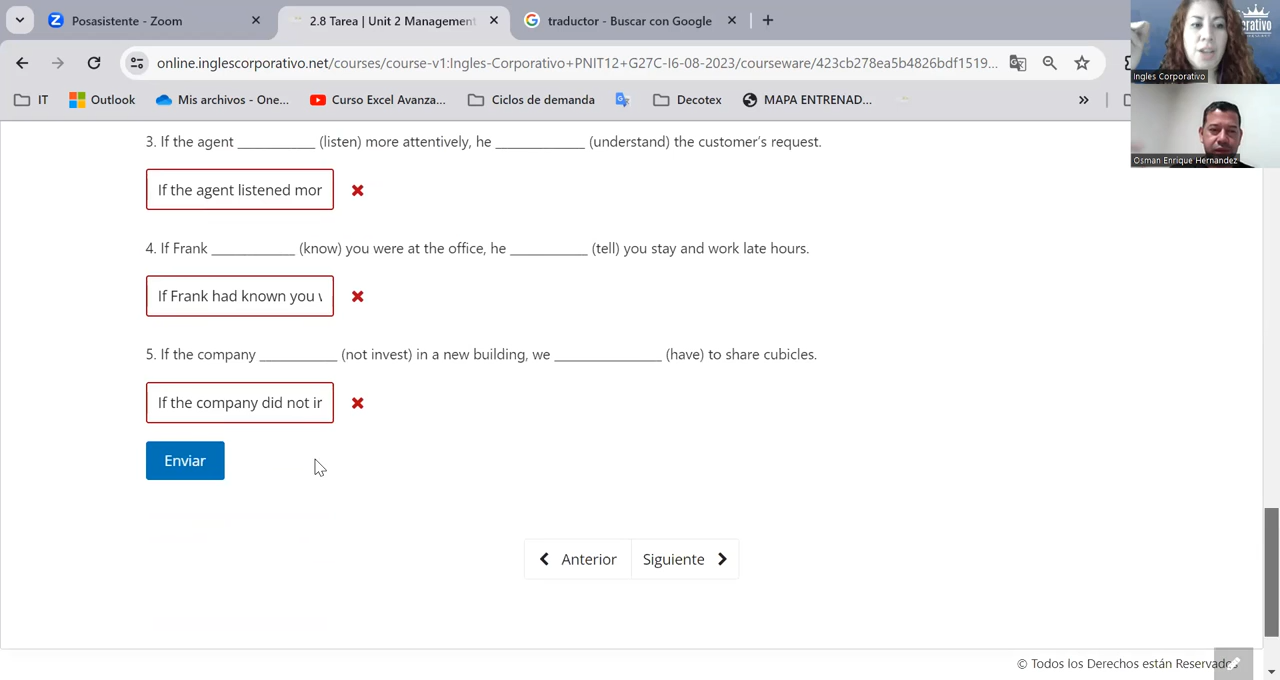 Posasistente - Zoom
2.8 Tarea | Unit 2 Management
traductor - Buscar con Google
online.inglescorporativo.net/courses/course-v1:Ingles-Corporativo+PNIT12+G27C-I6-08-2023/courseware/423cb278ea5b4826bdf1519...
IT
Outlook
Mis archivos - One...
Curso Excel Avanza...
Ciclos de demanda
Decotex
MAPA ENTRENAD...
»
Ingles Corporativo
Osman Enrique Hernandez
3. If the agent ___________ (listen) more attentively, he _____________ (understand) the customer's request.
If the agent listened mor
4. If Frank ____________ (know) you were at the office, he ___________ (tell) you stay and work late hours.
If Frank had known you
5. If the company ___________ (not invest) in a new building, we _______________ (have) to share cubicles.
If the company did not ir
Enviar
Anterior
Siguiente
© Todos los Derechos están Reservados